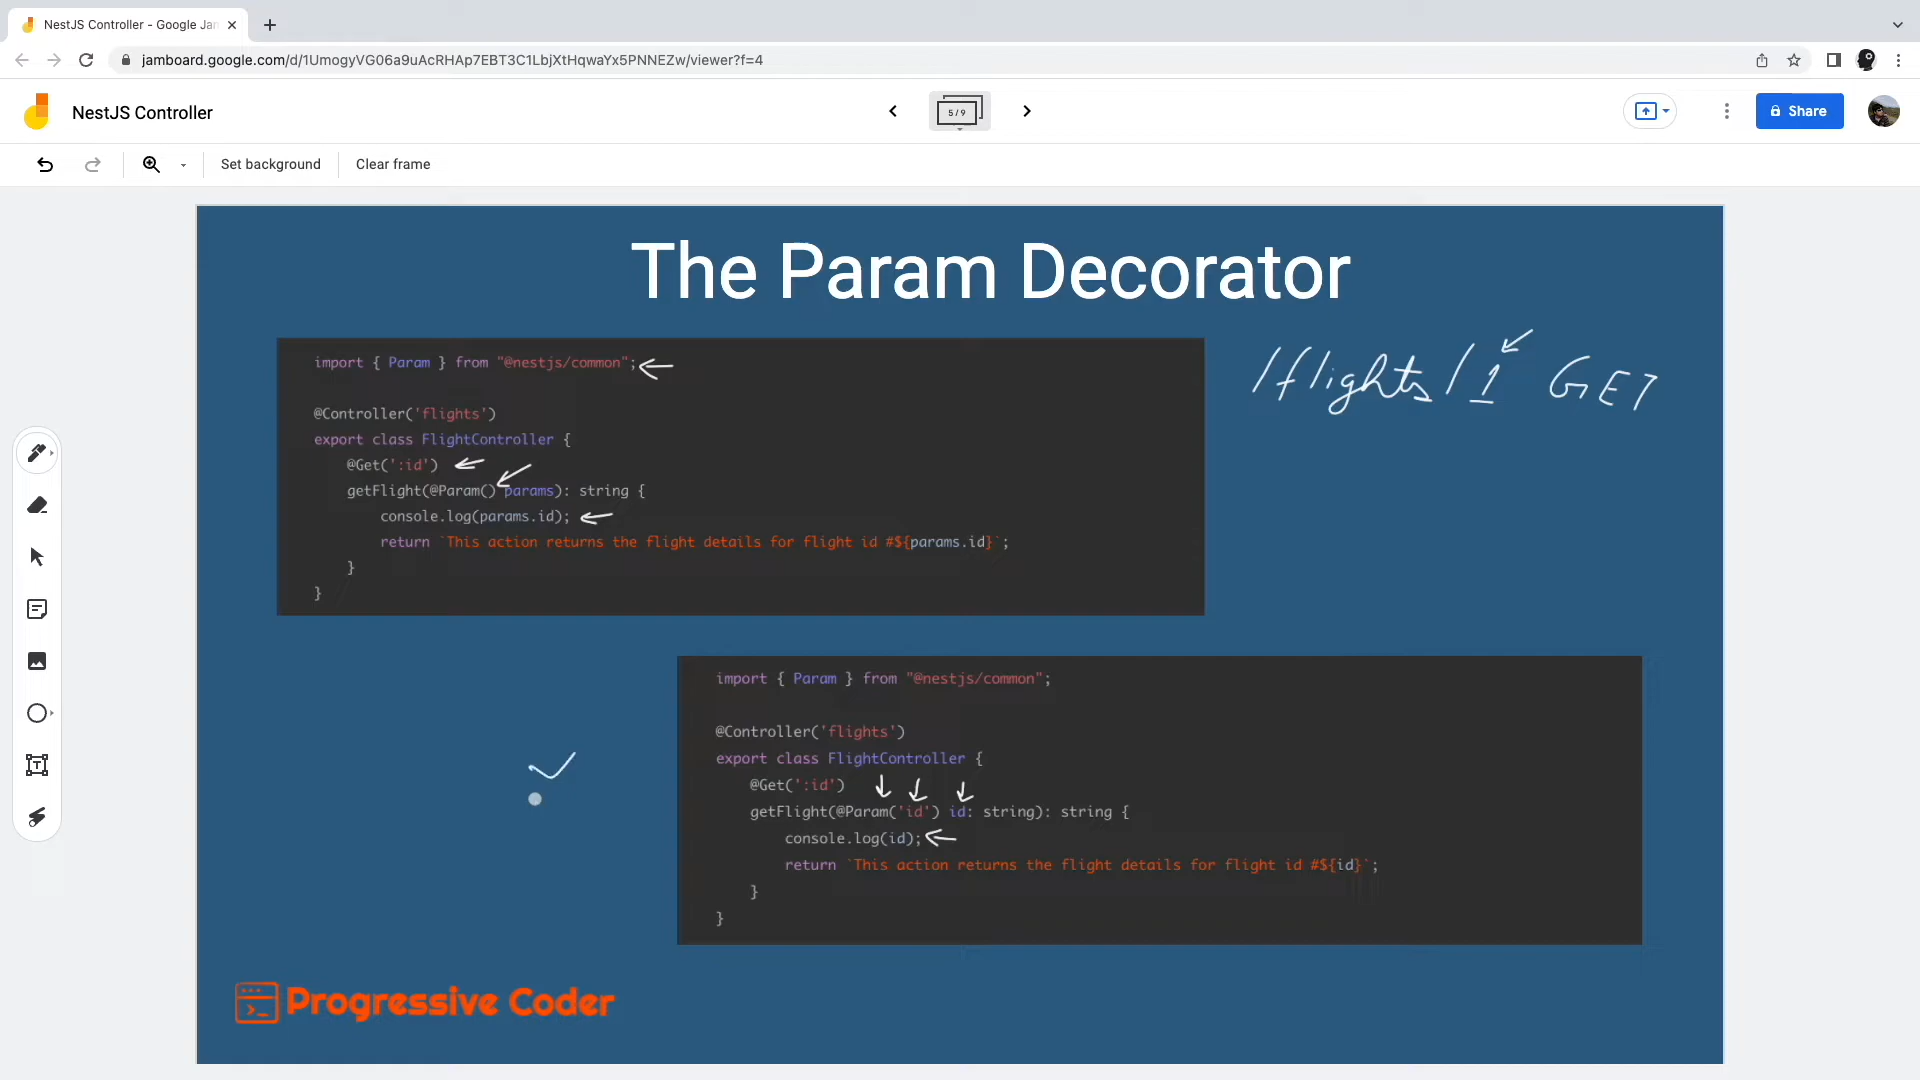 NestJS Controller - Google Jam
jamboard.google.com/d/1UmogyVG06a9uAcRHAp7EBT3C1LbjXtHqwaYx5PNNEZw/viewer?f=4
NestJS Controller
5 / 9
Share
Set background
Clear frame
The Param Decorator
import { Param } from "@nestjs/common";
@Controller('flights')
export class FlightController {
@Get(':id')
getFlight(@Param() params): string {
console.log(params.id);
return `This action returns the flight details for flight id #${params.id}`;
}
}
/flights/1 GET
import { Param } from "@nestjs/common";
@Controller('flights')
export class FlightController {
@Get(':id')
getFlight(@Param('id') id: string): string {
console.log(id);
return `This action returns the flight details for flight id #${id}`;
}
}
Progressive Coder